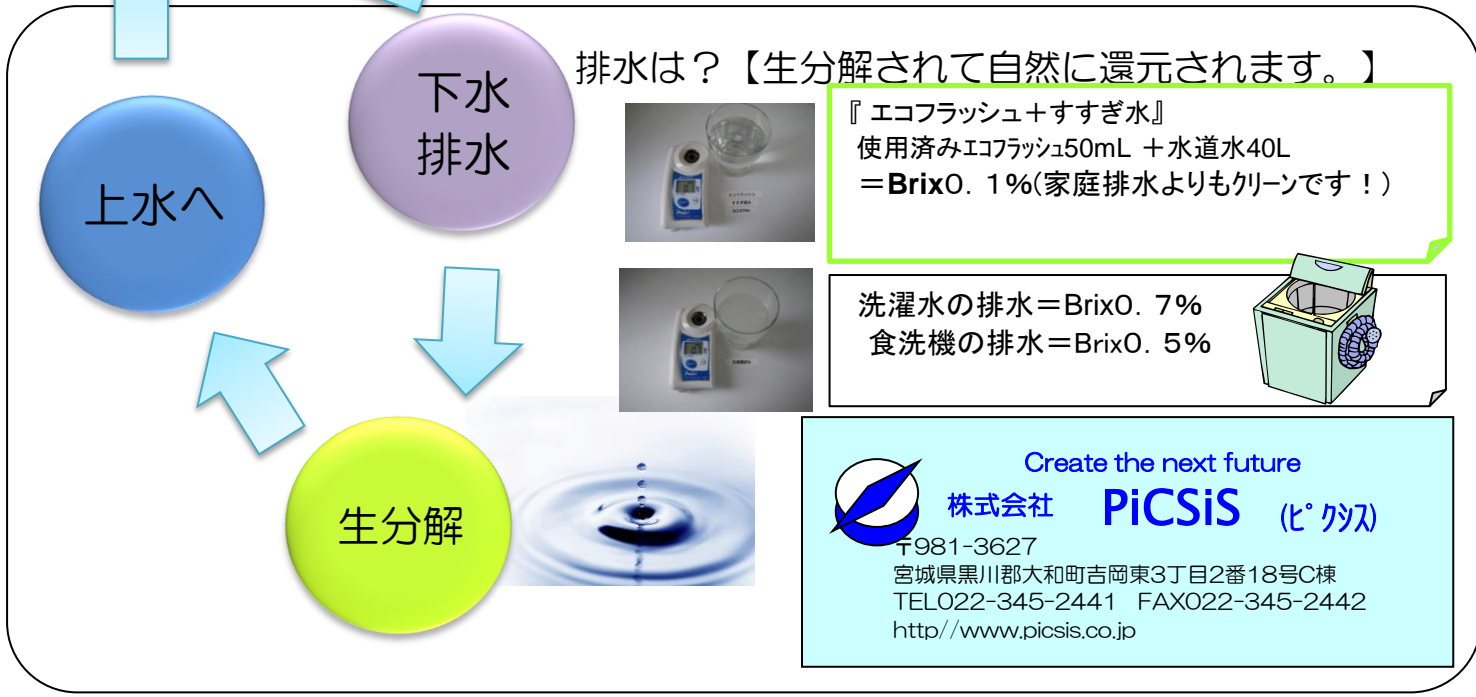 排水は？【生分解されて自然に還元されます。】
下水
排水
上水へ
生分解
『 エコフラッシュ＋すすぎ水』
使用済みｴｺﾌﾗｯｼｭ50mL ＋水道水40L
＝Brix０．１％(家庭排水よりもｸﾘｰﾝです！)
洗濯水の排水＝Brix０．７％
食洗機の排水＝Brix０．５％
Create the next future
株式会社 PiCSiS (ﾋﾟｸｼｽ)
〒981-3627
宮城県黒川郡大和町吉岡東3丁目2番18号C棟
TEL022-345-2441 FAX022-345-2442
http//www.picsis.co.jp